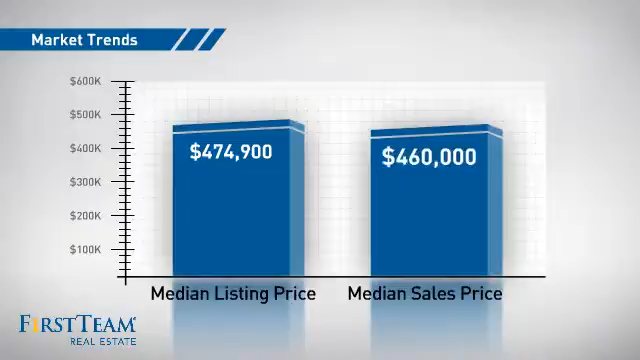 Market Trends
$600K
$500K
$400K
$300K
$200K
$100K
$474,900
$460,000
Median Listing Price
Median Sales Price
FIRSTTEAM®
REAL ESTATE